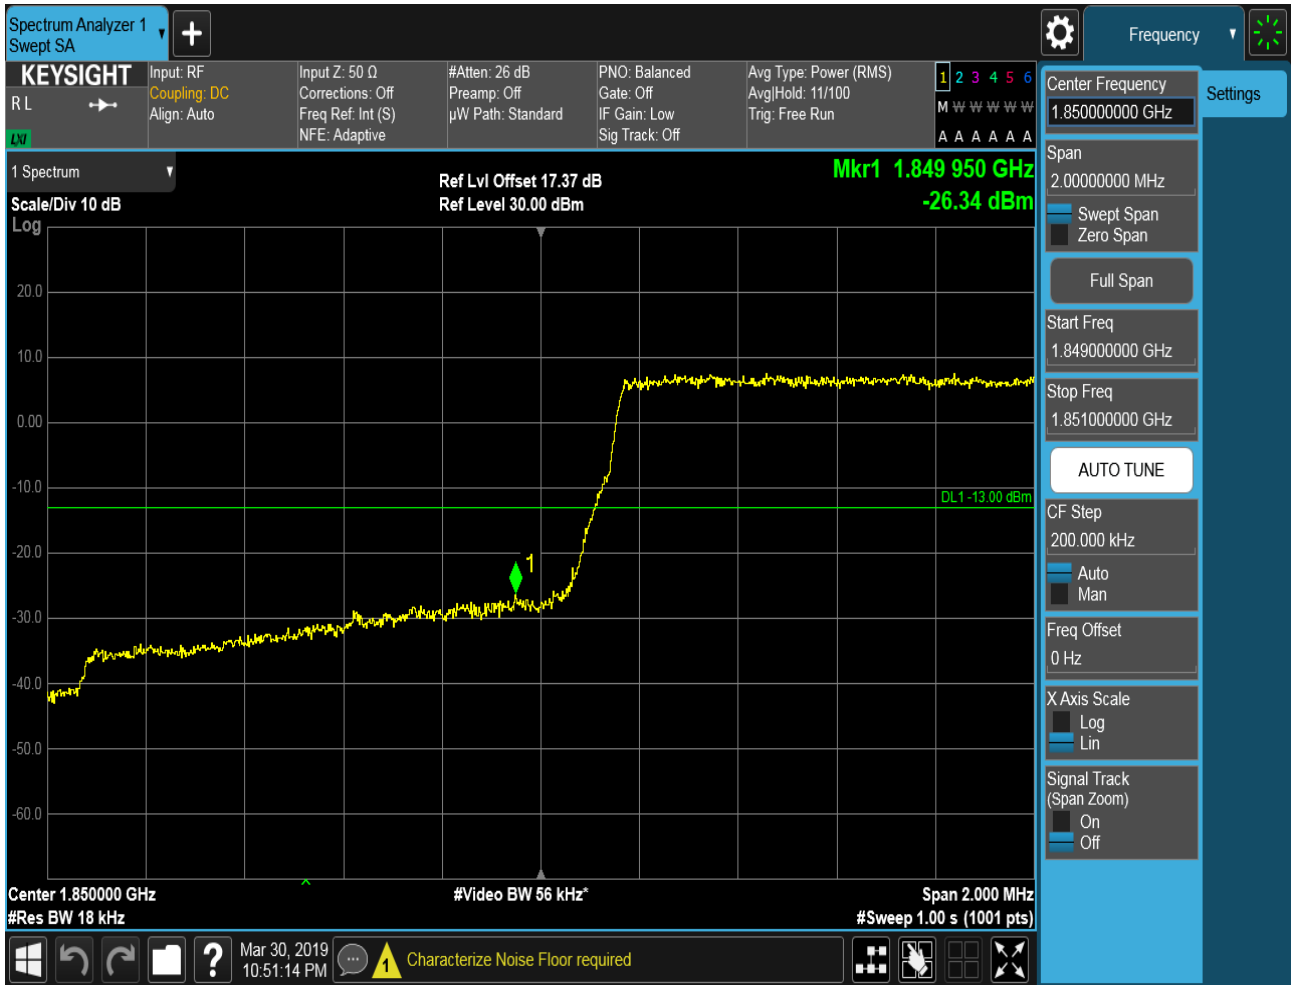 Spectrum Analyzer 1
Swept SA
Frequency
KEYSIGHT
R L
LXI
Input: RF
Coupling: DC
Align: Auto
Input Z: 50 Ω
Corrections: Off
Freq Ref: Int (S)
NFE: Adaptive
#Atten: 26 dB
Preamp: Off
µW Path: Standard
PNO: Balanced
Gate: Off
IF Gain: Low
Sig Track: Off
Avg Type: Power (RMS)
Avg|Hold: 11/100
Trig: Free Run
1 2 3 4 5 6
M W W W W W
A A A A A A
1 Spectrum
Scale/Div 10 dB
Log
Ref Lvl Offset 17.37 dB
Ref Level 30.00 dBm
Mkr1 1.849 950 GHz
-26.34 dBm
20.0
10.0
0.00
-10.0
-20.0
-30.0
-40.0
-50.0
-60.0
DL1 -13.00 dBm
1
Center 1.850000 GHz
#Res BW 18 kHz
#Video BW 56 kHz*
Span 2.000 MHz
#Sweep 1.00 s (1001 pts)
Center Frequency
1.850000000 GHz
Settings
Span
2.00000000 MHz
Swept Span
Zero Span
Full Span
Start Freq
1.849000000 GHz
Stop Freq
1.851000000 GHz
AUTO TUNE
CF Step
200.000 kHz
Auto
Man
Freq Offset
0 Hz
X Axis Scale
Log
Lin
Signal Track
(Span Zoom)
On
Off
?
Mar 30, 2019
10:51:14 PM
1
Characterize Noise Floor required